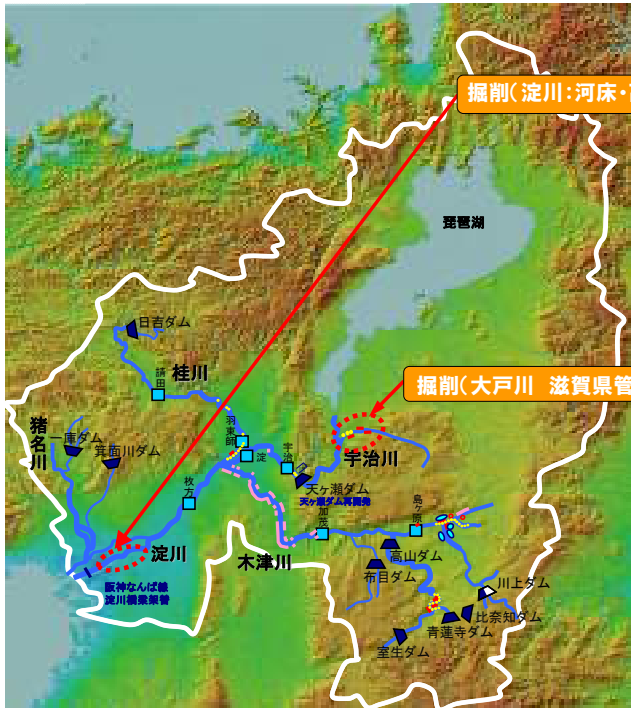 掘削(淀川:河床・
琵琶湖
日吉ダム
請田
桂川
掘削(大戸川 滋賀県管
猪名川
一庫ダム
箕面川ダム
羽束師
淀
宇治
宇治川
天ヶ瀬ダム
天ヶ瀬ダム再開発
枚方
加茂
島ヶ原
淀川
木津川
高山ダム
布目ダム
川上ダム
比奈知ダム
青蓮寺ダム
室生ダム
阪神なんば線
淀川橋梁架替